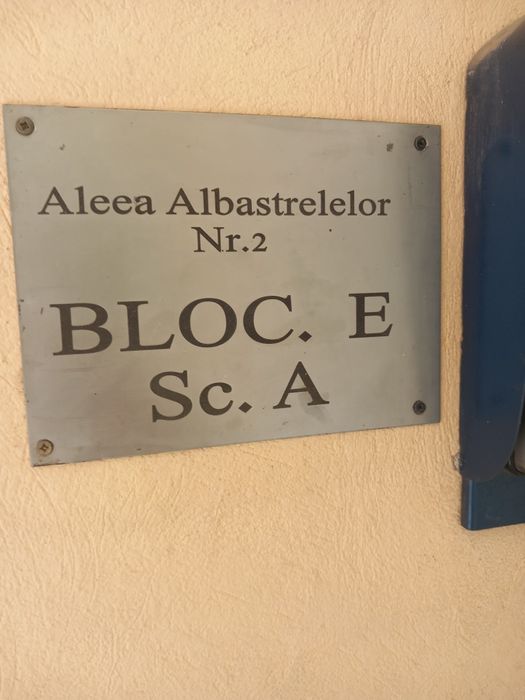 Aleea Albastrelelor
Nr.2
BLOC. E
Sc. A